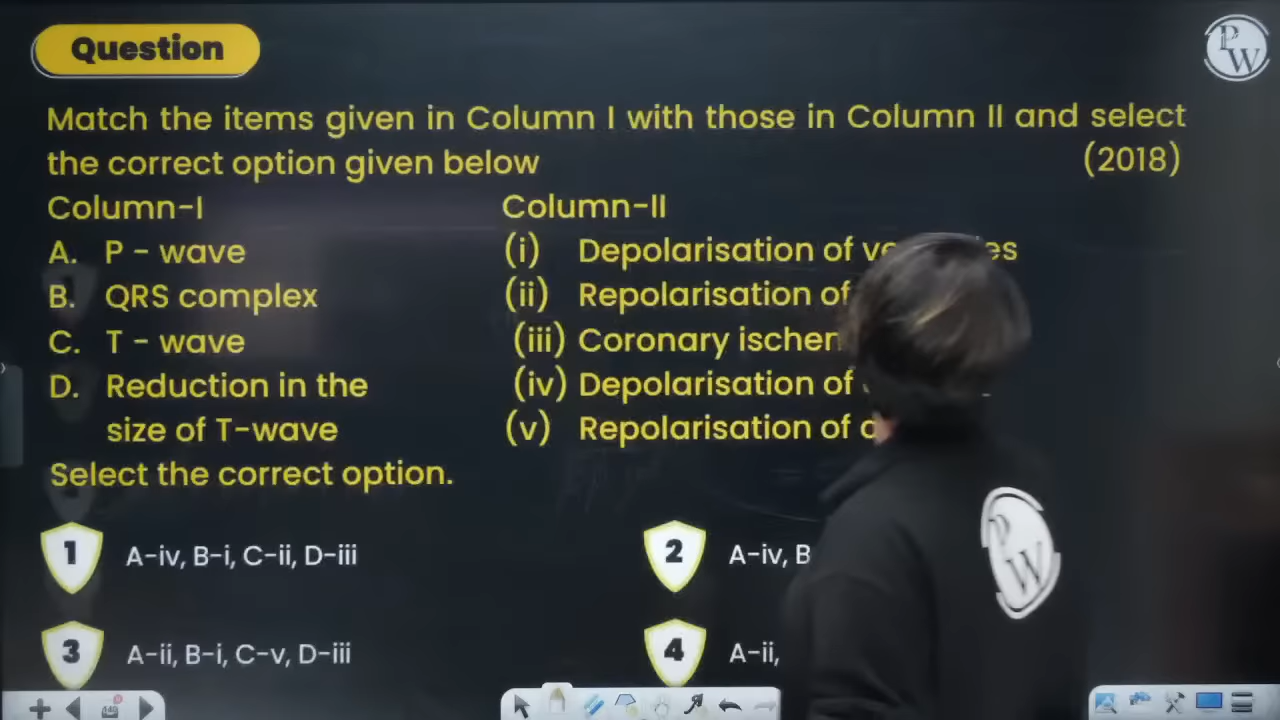 Question
PW
Match the items given in Column I with those in Column II and select
the correct option given below (2018)
Column-I Column-II
A. P - wave (i) Depolarisation of
B. QRS complex (ii) Repolarisation of
C. T - wave (iii) Coronary
D. Reduction in the (iv) Depolarisation of
size of T-wave (v) Repolarisation of
Select the correct option.
1 A-iv, B-i, C-ii, D-iii 2 A-iv, B
3 A-ii, B-i, C-v, D-iii 4 A-ii,
PW